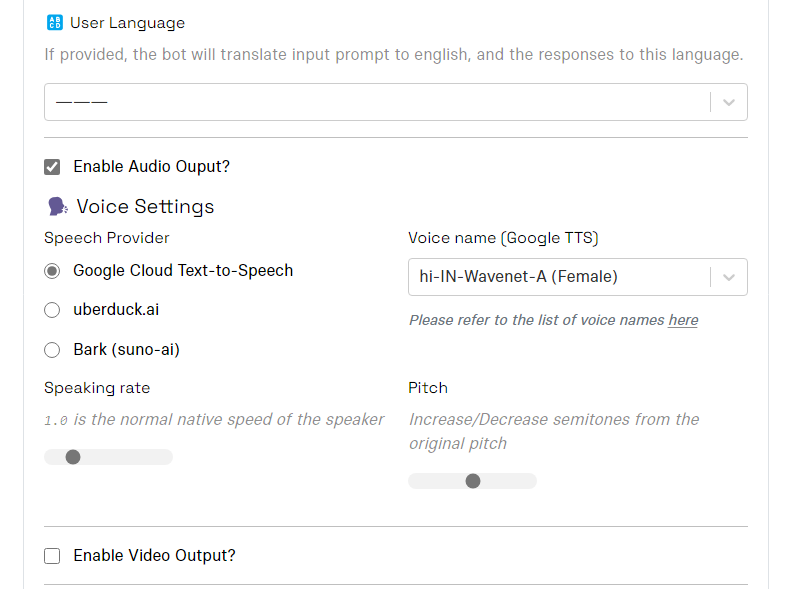 User Language
If provided, the bot will translate input prompt to english, and the responses to this language.
———
Enable Audio Ouput?
Voice Settings
Speech Provider
Google Cloud Text-to-Speech
uberduck.ai
Bark (suno-ai)
Voice name (Google TTS)
hi-IN-Wavenet-A (Female)
Please refer to the list of voice names here
Speaking rate
1.0 is the normal native speed of the speaker
Pitch
Increase/Decrease semitones from the
original pitch
Enable Video Output?